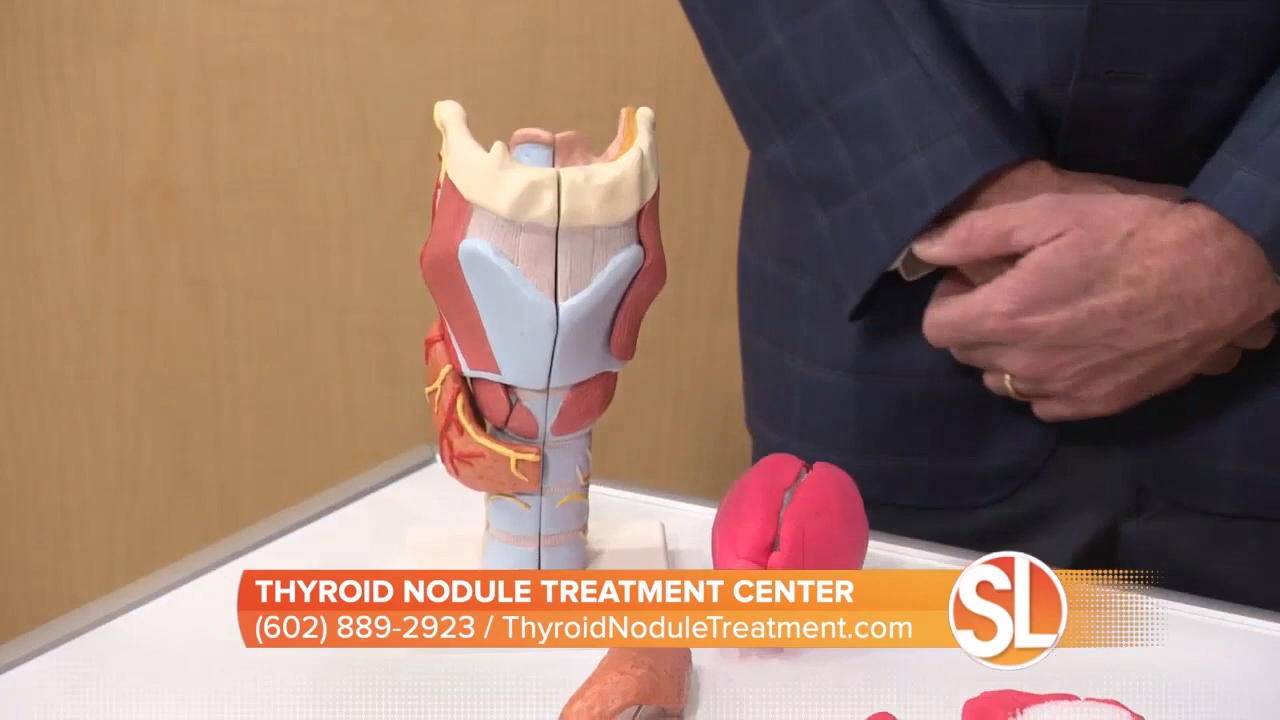 THYROID NODULE TREATMENT CENTER
(602) 889-2923 / ThyroidNoduleTreatment.com
SL